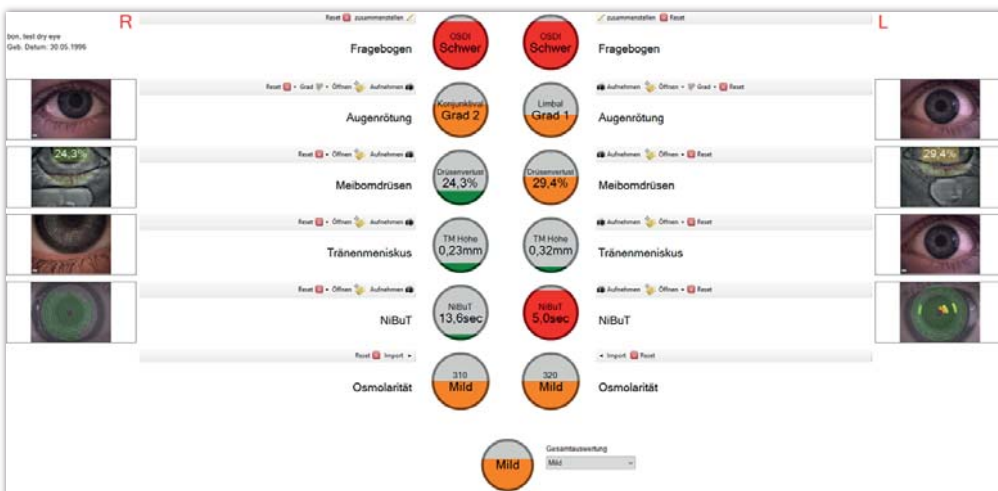 R
L
bon, test dry eye
Geb. Datum: 30.05.1996
Reset zusammenstellen
Fragebogen
OSDI
Schwer
OSDI
Schwer
zusammenstellen Reset
Fragebogen
Reset Grad Öffnen Aufnehmen
Augenrötung
Konjunktival
Grad 2
Limbal
Grad 1
Aufnehmen Öffnen Grad Reset
Augenrötung
24,3%
Reset Öffnen Aufnehmen
Meibomdrüsen
Drüsenverlust
24,3%
Drüsenverlust
29,4%
Aufnehmen Öffnen Reset
Meibomdrüsen
29,4%
Reset Öffnen Aufnehmen
Tränenmeniskus
TM Höhe
0,23mm
TM Höhe
0,32mm
Aufnehmen Öffnen Reset
Tränenmeniskus
Reset Öffnen Aufnehmen
NiBuT
NiBuT
13,6sec
NiBuT
5,0sec
Aufnehmen Öffnen Reset
NiBuT
Reset Import
Osmolarität
310
Mild
320
Mild
Import Reset
Osmolarität
Mild
Gesamtauswertung
Mild